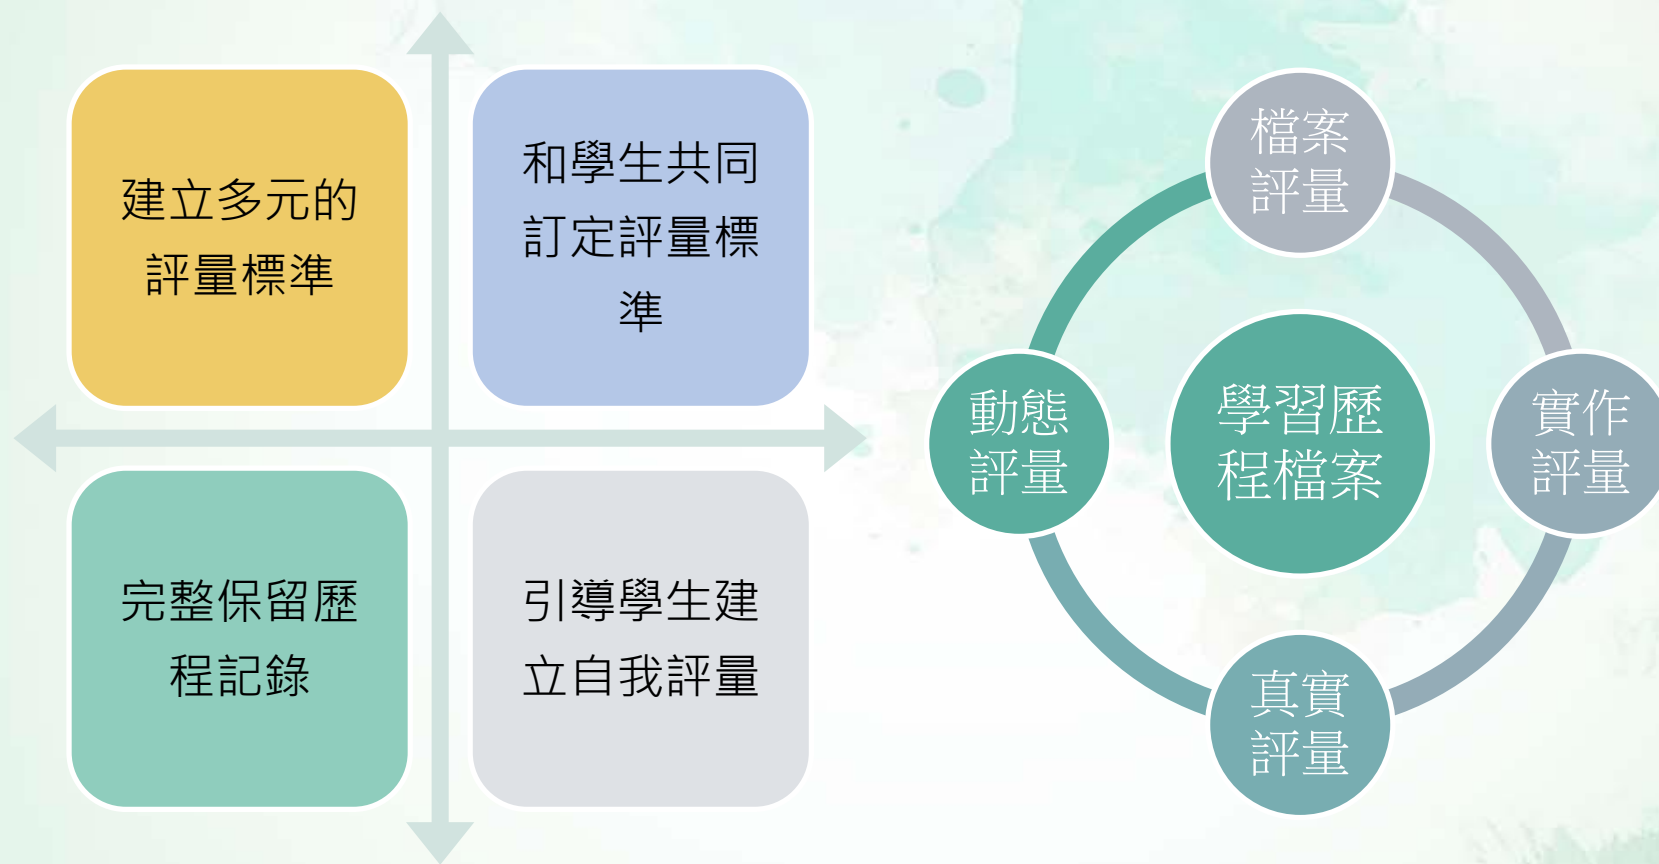 建立多元的
評量標準
和學生共同
訂定評量標
準
完整保留歷
程記錄
引導學生建
立自我評量
檔案
評量
動態
評量
學習歷
程檔案
實作
評量
真實
評量